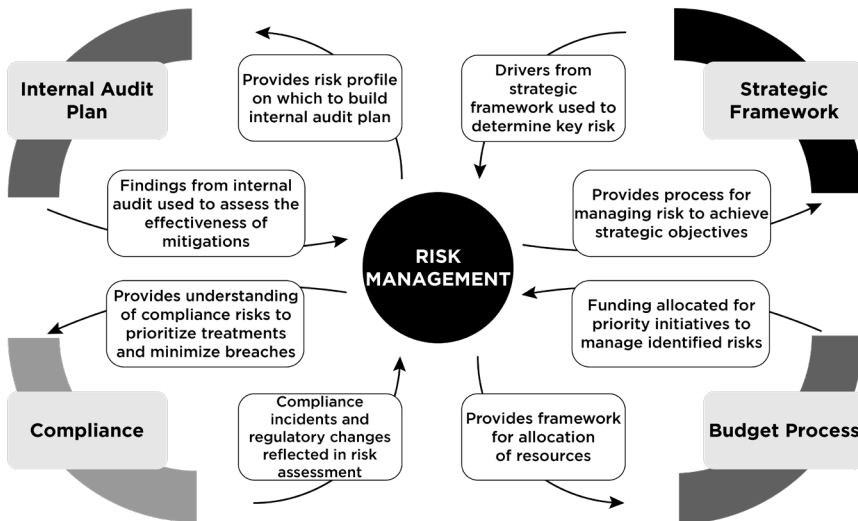 Internal Audit
Plan
Provides risk profile
on which to build
internal audit plan
Drivers from
strategic
framework used to
determine key risk
Strategic
Framework
Findings from internal
audit used to assess the
effectiveness of
mitigations
Provides process for
managing risk to achieve
strategic objectives
RISK
MANAGEMENT
Provides understanding
of compliance risks to
prioritize treatments
and minimize breaches
Funding allocated for
priority initiatives to
manage identified risks
Compliance
Compliance
incidents and
regulatory changes
reflected in risk
assessment
Provides framework
for allocation
of resources
Budget Process